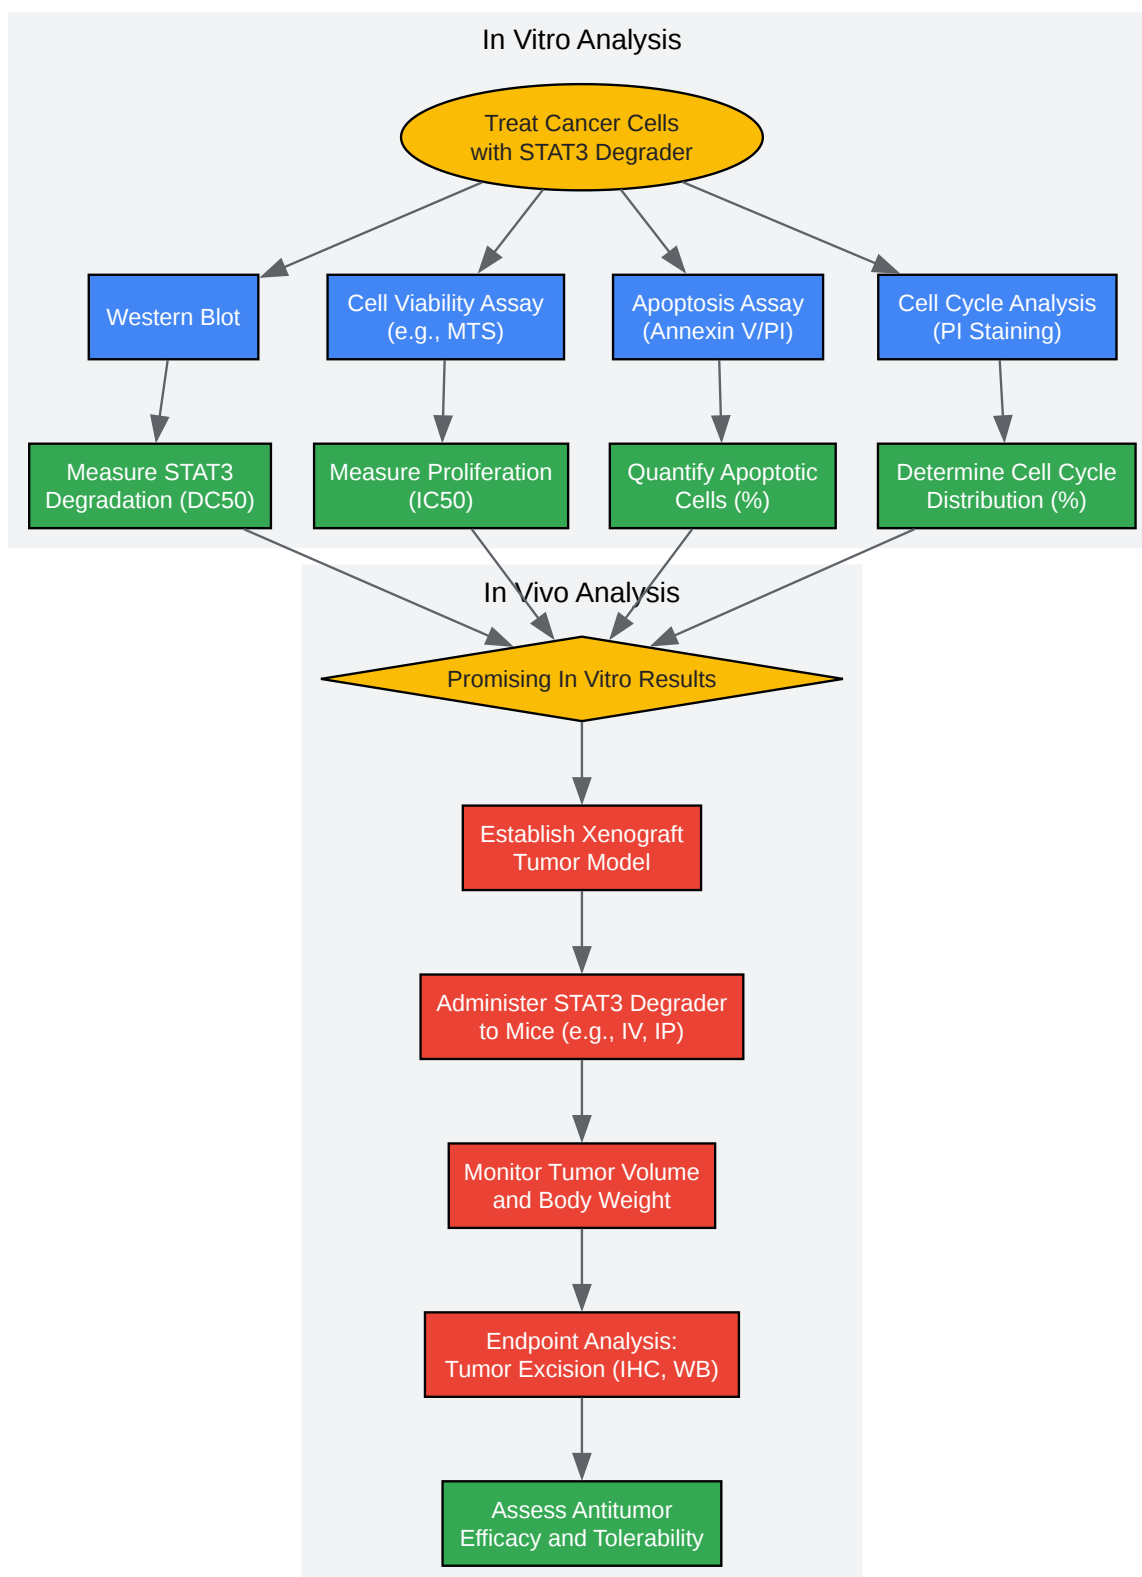 In Vitro Analysis
Treat Cancer Cells
with STAT3 Degrader
Western Blot
Cell Viability Assay
(e.g., MTS)
Apoptosis Assay
(Annexin V/PI)
Cell Cycle Analysis
(PI Staining)
Measure STAT3
Degradation (DC50)
Measure Proliferation
(IC50)
Quantify Apoptotic
Cells (%)
Determine Cell Cycle
Distribution (%)
In Vivo Analysis
Promising In Vitro Results
Establish Xenograft
Tumor Model
Administer STAT3 Degrader
to Mice (e.g., IV, IP)
Monitor Tumor Volume
and Body Weight
Endpoint Analysis:
Tumor Excision (IHC, WB)
Assess Antitumor
Efficacy and Tolerability